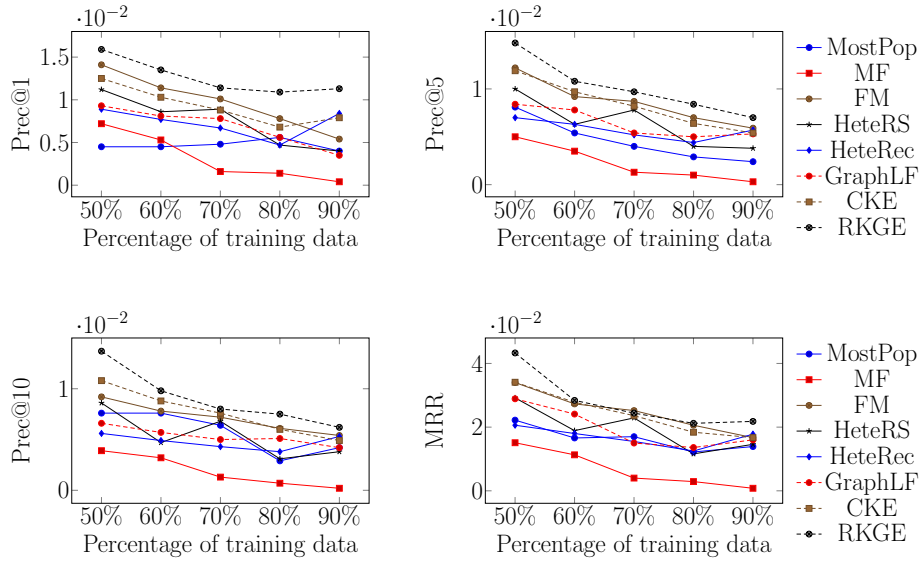 ·10⁻²
1.5
1
0.5
0
Prec@1
50% 60% 70% 80% 90%
Percentage of training data
·10⁻²
1
0
Prec@5
50% 60% 70% 80% 90%
Percentage of training data
MostPop
MF
FM
HeteRS
HeteRec
GraphLF
CKE
RKGE
·10⁻²
1
0
Prec@10
50% 60% 70% 80% 90%
Percentage of training data
·10⁻²
4
2
0
MRR
50% 60% 70% 80% 90%
Percentage of training data
MostPop
MF
FM
HeteRS
HeteRec
GraphLF
CKE
RKGE